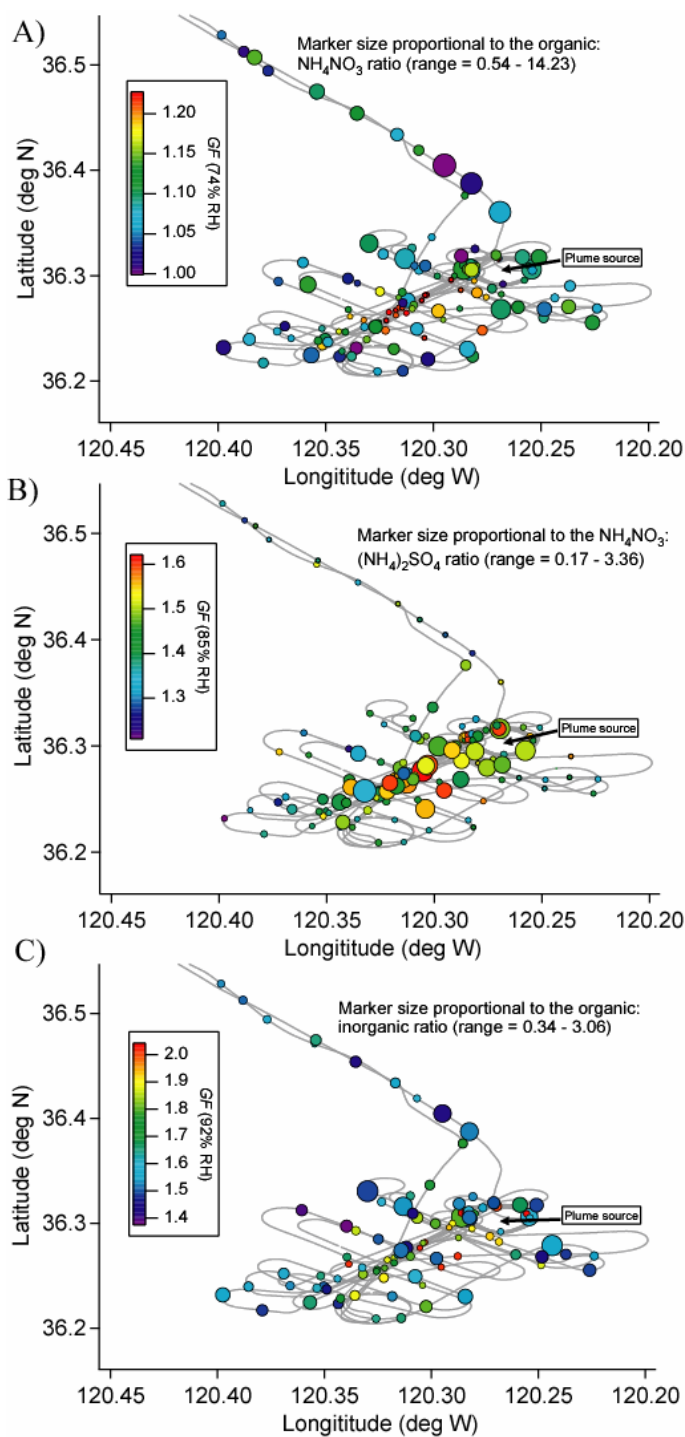 A)
Marker size proportional to the organic:
NH4NO3 ratio (range = 0.54 - 14.23)
36.5
36.4
36.3
36.2
Latitude (deg N)
1.20
1.15
1.10
1.05
1.00
GF (74% RH)
Plume source
120.45 120.40 120.35 120.30 120.25 120.20
Longititude (deg W)
B)
Marker size proportional to the NH4NO3:
(NH4)2SO4 ratio (range = 0.17 - 3.36)
36.5
36.4
36.3
36.2
Latitude (deg N)
1.6
1.5
1.4
1.3
GF (85% RH)
Plume source
120.45 120.40 120.35 120.30 120.25 120.20
Longititude (deg W)
C)
Marker size proportional to the organic:
inorganic ratio (range = 0.34 - 3.06)
36.5
36.4
36.3
36.2
Latitude (deg N)
2.0
1.9
1.8
1.7
1.6
1.5
1.4
GF (92% RH)
Plume source
120.45 120.40 120.35 120.30 120.25 120.20
Longititude (deg W)